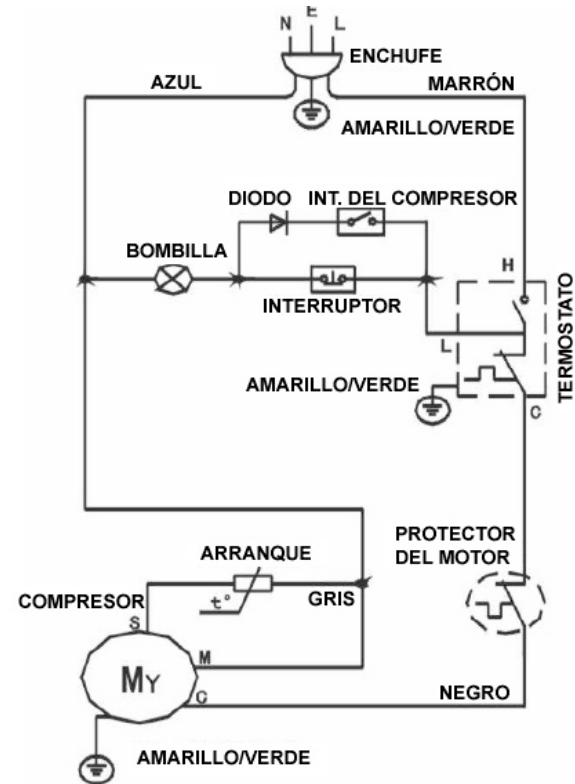 E
N L
ENCHUFE
AZUL MARRÓN
AMARILLO/VERDE
DIODO INT. DEL COMPRESOR
BOMBILLA
H
INTERRUPTOR
TERMOSTATO
L
AMARILLO/VERDE
C
PROTECTOR
DEL MOTOR
ARRANQUE
t°
GRIS
COMPRESOR
S
M
MY
C
NEGRO
AMARILLO/VERDE